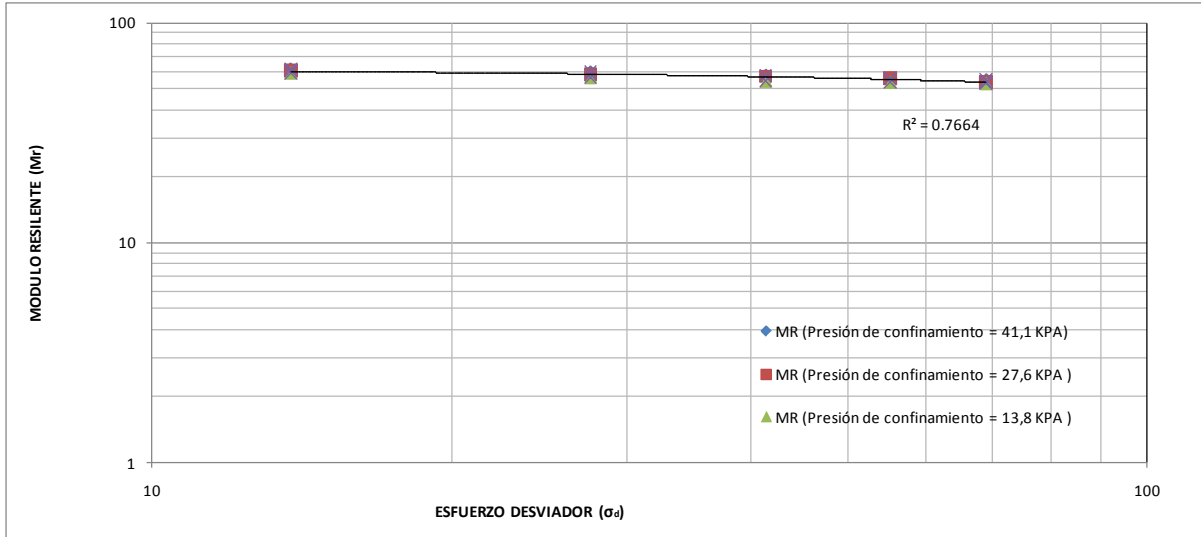 100
10
1
MODULO RESILENTE (Mr)
R² = 0.7664
MR (Presión de confinamiento = 41,1 KPA)
MR (Presión de confinamiento = 27,6 KPA )
MR (Presión de confinamiento = 13,8 KPA )
10
100
ESFUERZO DESVIADOR (σd)